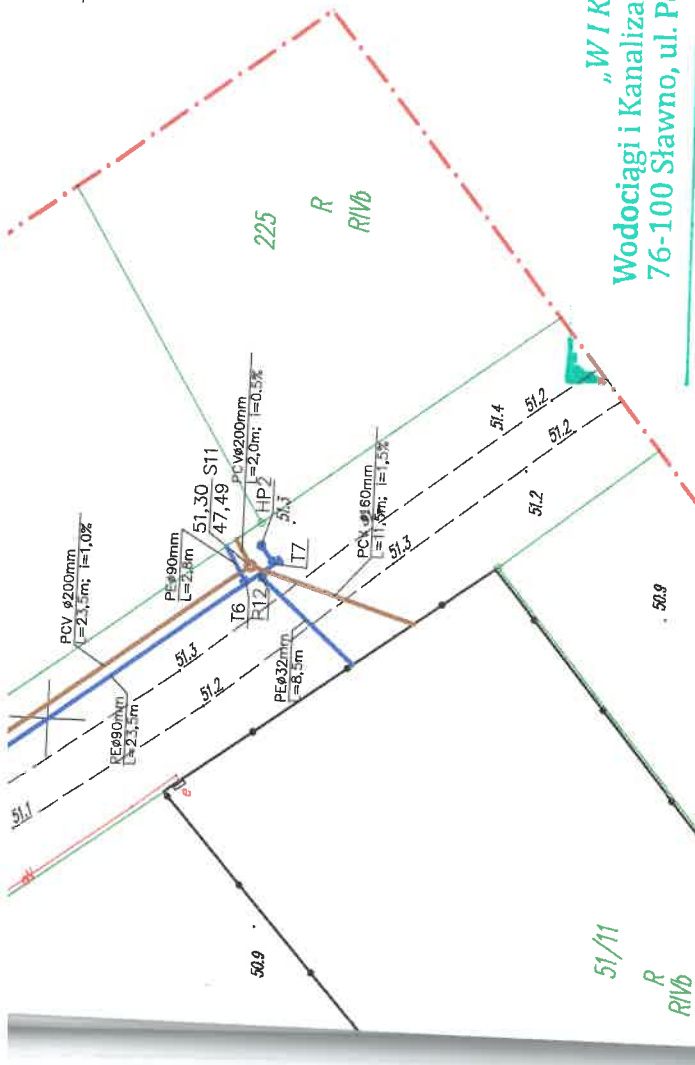 „WIK
Wodociągi i Kanaliza
76-100 Sławno, ul. P
225
R
RIVb
PCV ø200mm
L=23,5m; i=1,0%
PEø90mm
L=2,8m
51,30 S11
47,49
PCVø200mm
L=2,0m; i=0.5%
HP2
51.3
T7
T6
R12
PCV ø160mm
L=11,5m; i=1,5%
PEø32mm
L=8,5m
PEø90mm
L=23,5m
51.3
51.2
51.1
51.3
51.4
51.2
51.2
51.2
50.9
50.9
e
51/11
R
RIVb